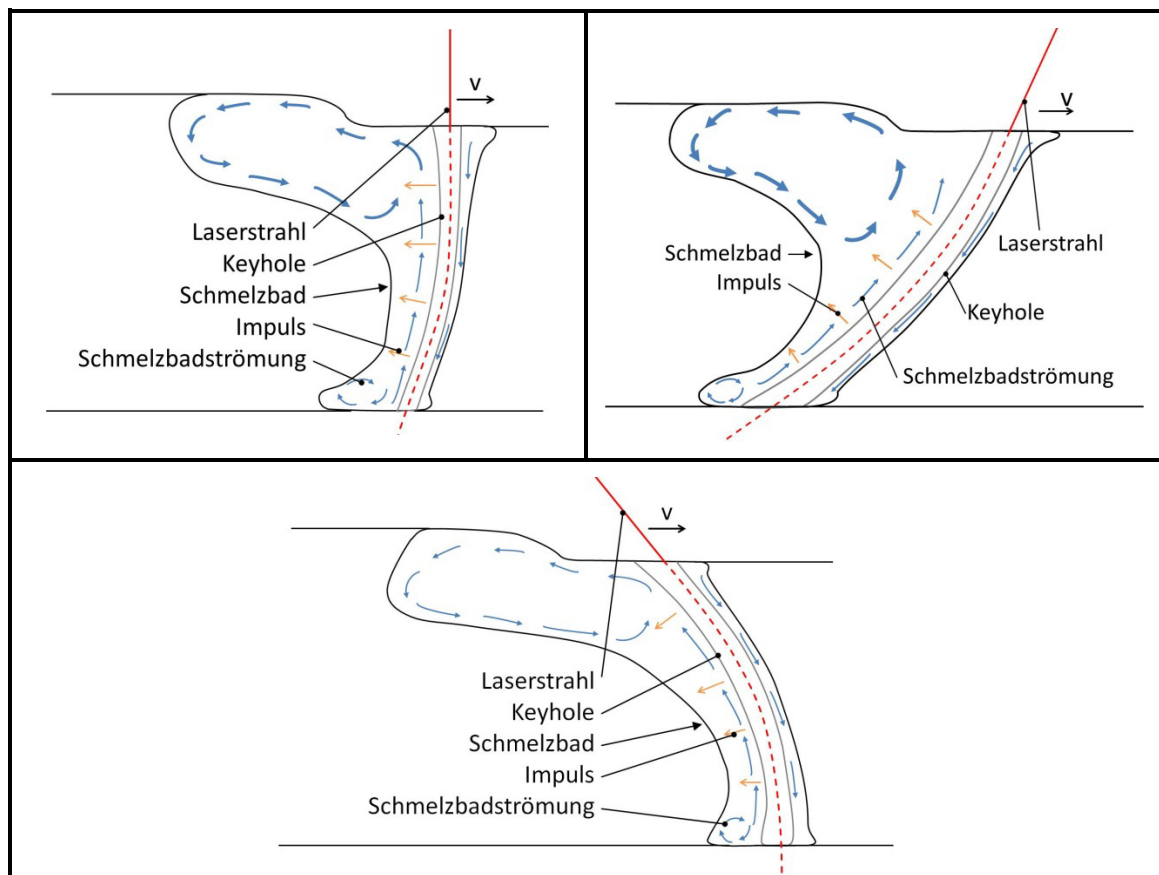 v
Laserstrahl
Keyhole
Schmelzbad
Impuls
Schmelzbadströmung
v
Laserstrahl
Schmelzbad
Impuls
Keyhole
Schmelzbadströmung
v
Laserstrahl
Keyhole
Schmelzbad
Impuls
Schmelzbadströmung